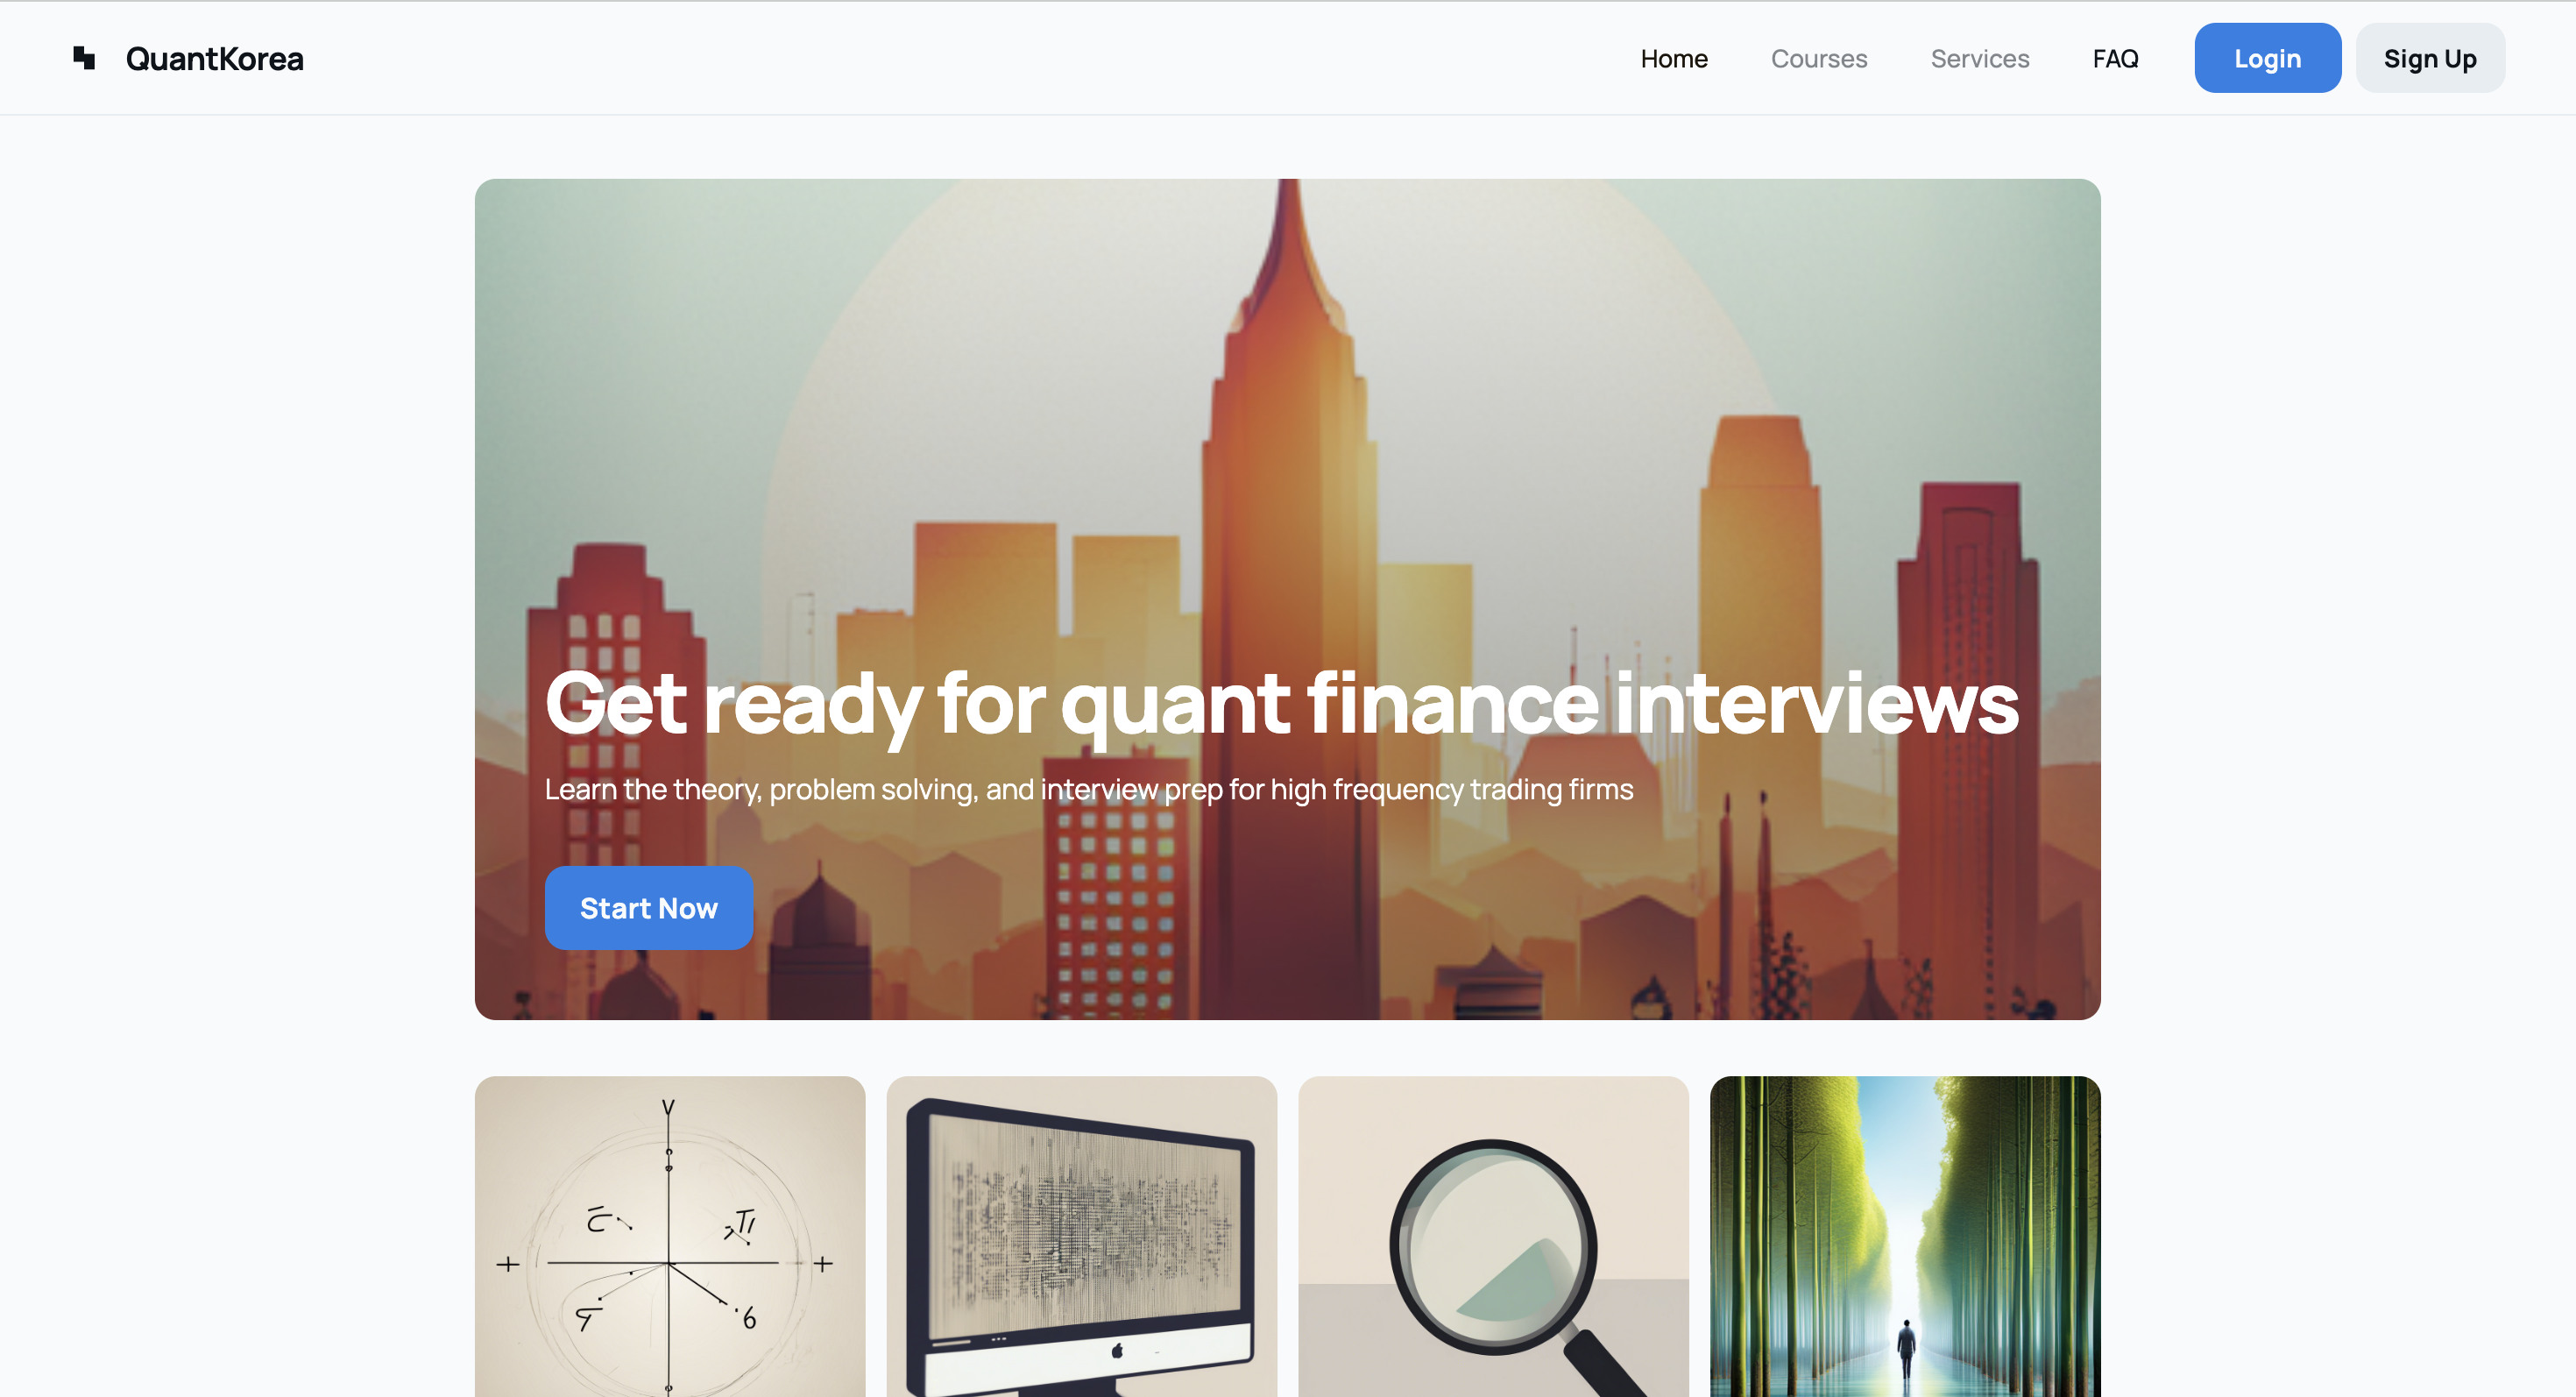 QuantKorea
Home Courses Services FAQ Login Sign Up
Get ready for quant finance interviews
Learn the theory, problem solving, and interview prep for high frequency trading firms
Start Now
V
+ +
6